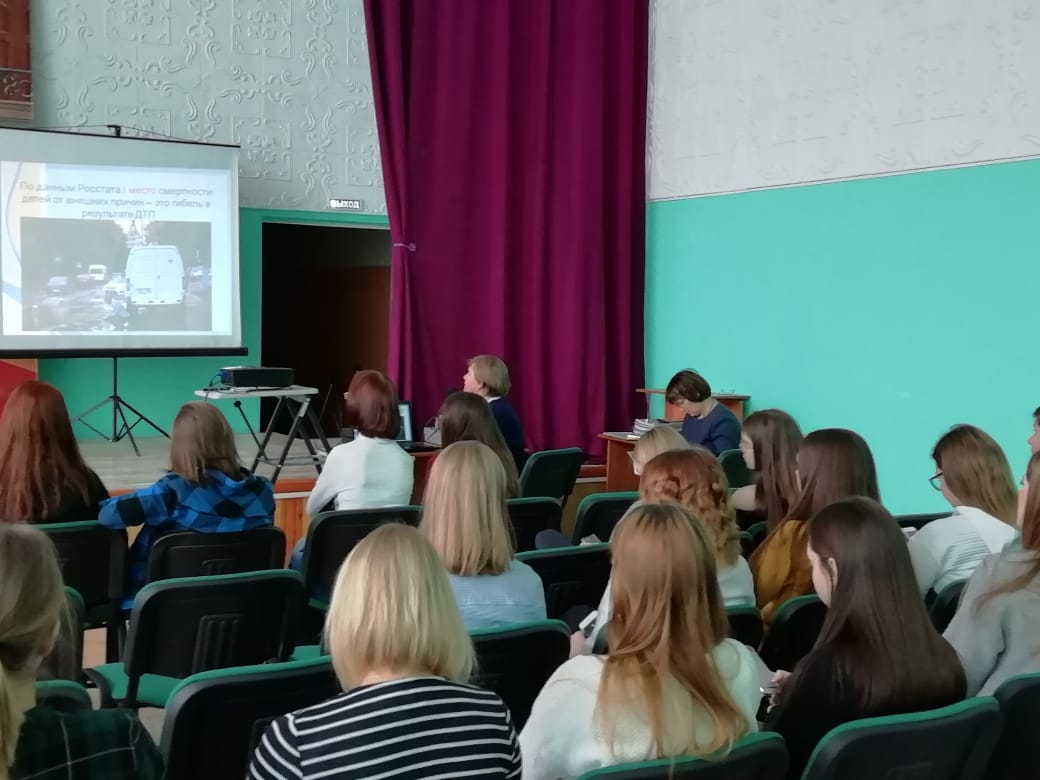 По данным Росстата I место смертности
детей от внешних причин – это гибель в
результате ДТП
ВЫХОД